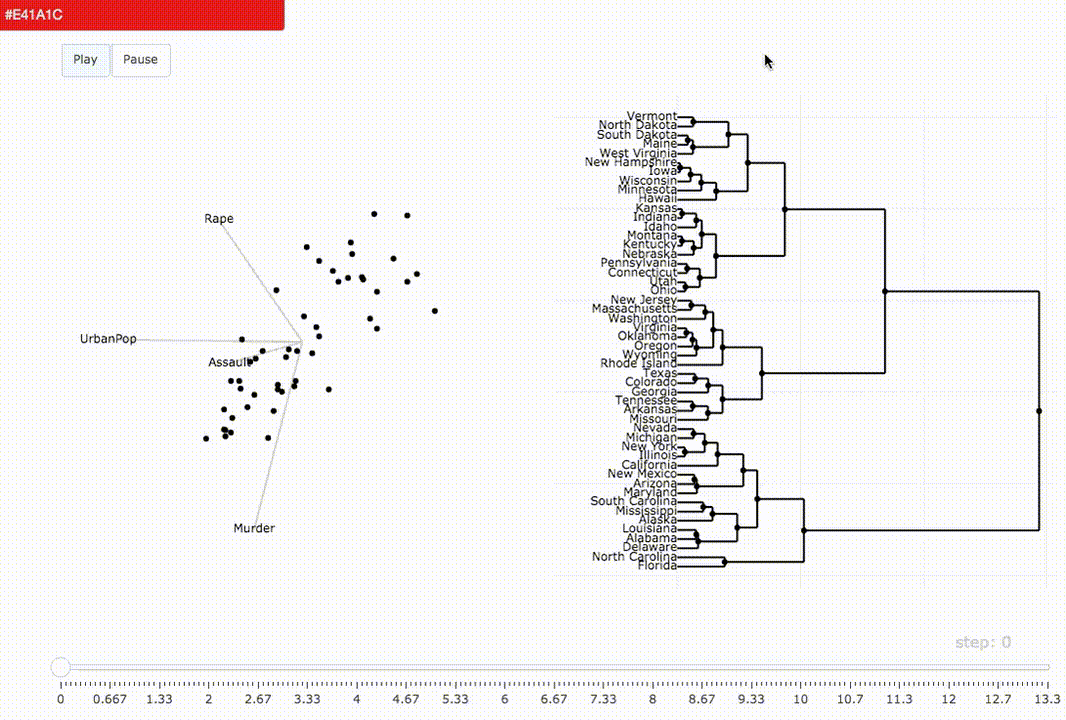 #E41A1C
Play Pause
Vermont
North Dakota
South Dakota
Maine
West Virginia
New Hampshire
Iowa
Wisconsin
Minnesota
Hawaii
Kansas
Indiana
Idaho
Montana
Kentucky
Nebraska
Pennsylvania
Connecticut
Utah
Ohio
New Jersey
Massachusetts
Washington
Virginia
Oklahoma
Oregon
Wyoming
Rhode Island
Texas
Colorado
Georgia
Tennessee
Arkansas
Missouri
Nevada
Michigan
New York
Illinois
California
New Mexico
Arizona
Maryland
South Carolina
Mississippi
Alaska
Louisiana
Alabama
Delaware
North Carolina
Florida
Rape
UrbanPop
Assault
Murder
step: 0
0 0.667 1.33 2 2.67 3.33 4 4.67 5.33 6 6.67 7.33 8 8.67 9.33 10 10.7 11.3 12 12.7 13.3